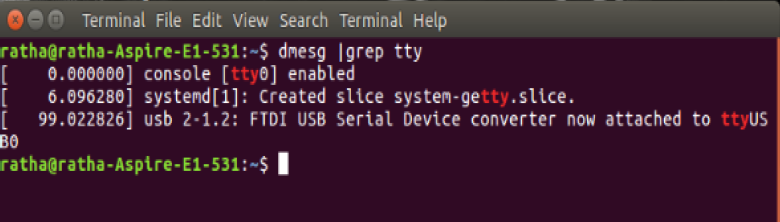 Terminal File Edit View Search Terminal Help
ratha@ratha-Aspire-E1-531:~$ dmesg |grep tty
[    0.000000] console [tty0] enabled
[    6.096280] systemd[1]: Created slice system-getty.slice.
[   99.022826] usb 2-1.2: FTDI USB Serial Device converter now attached to ttyUS
B0
ratha@ratha-Aspire-E1-531:~$